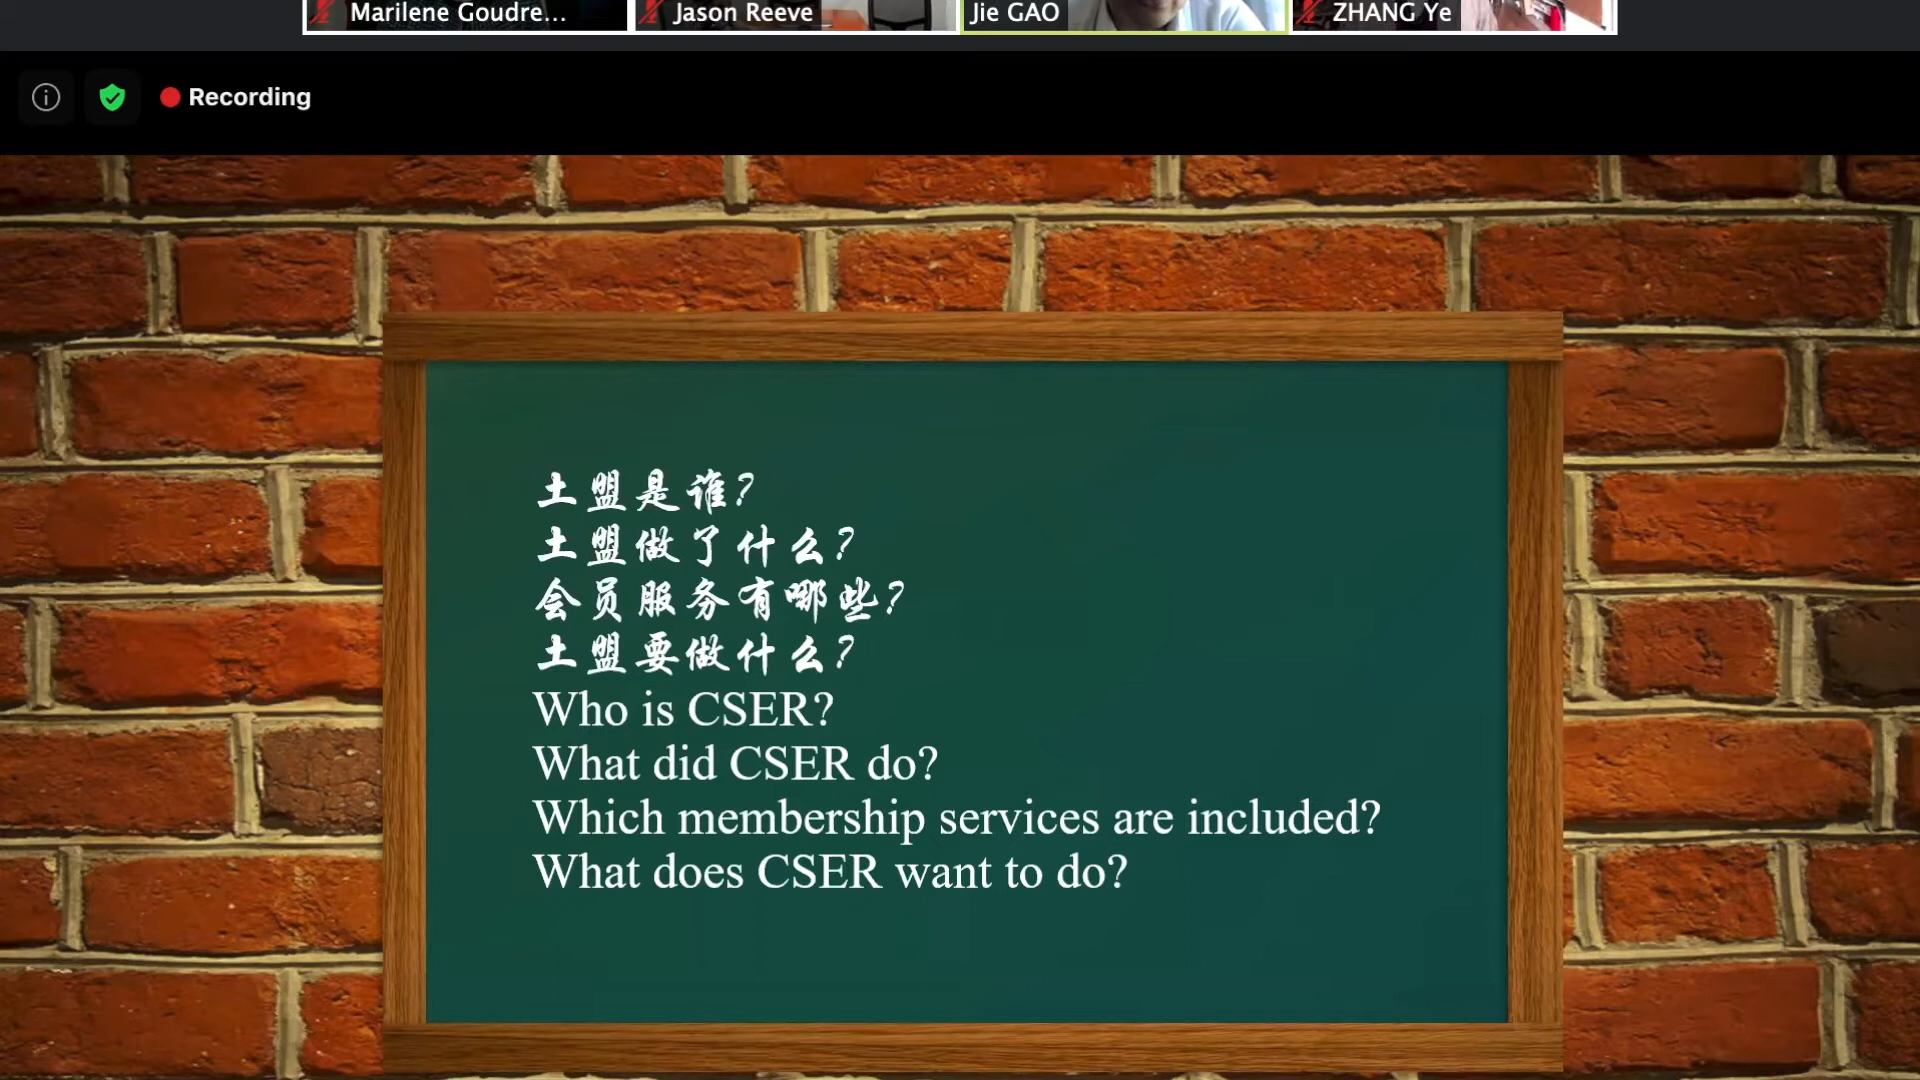 Marilene Goudre...
Jason Reeve
Jie GAO
ZHANG Ye
Recording
土盟是谁?
土盟做了什么?
会员服务有哪些?
土盟要做什么?
Who is CSER?
What did CSER do?
Which membership services are included?
What does CSER want to do?